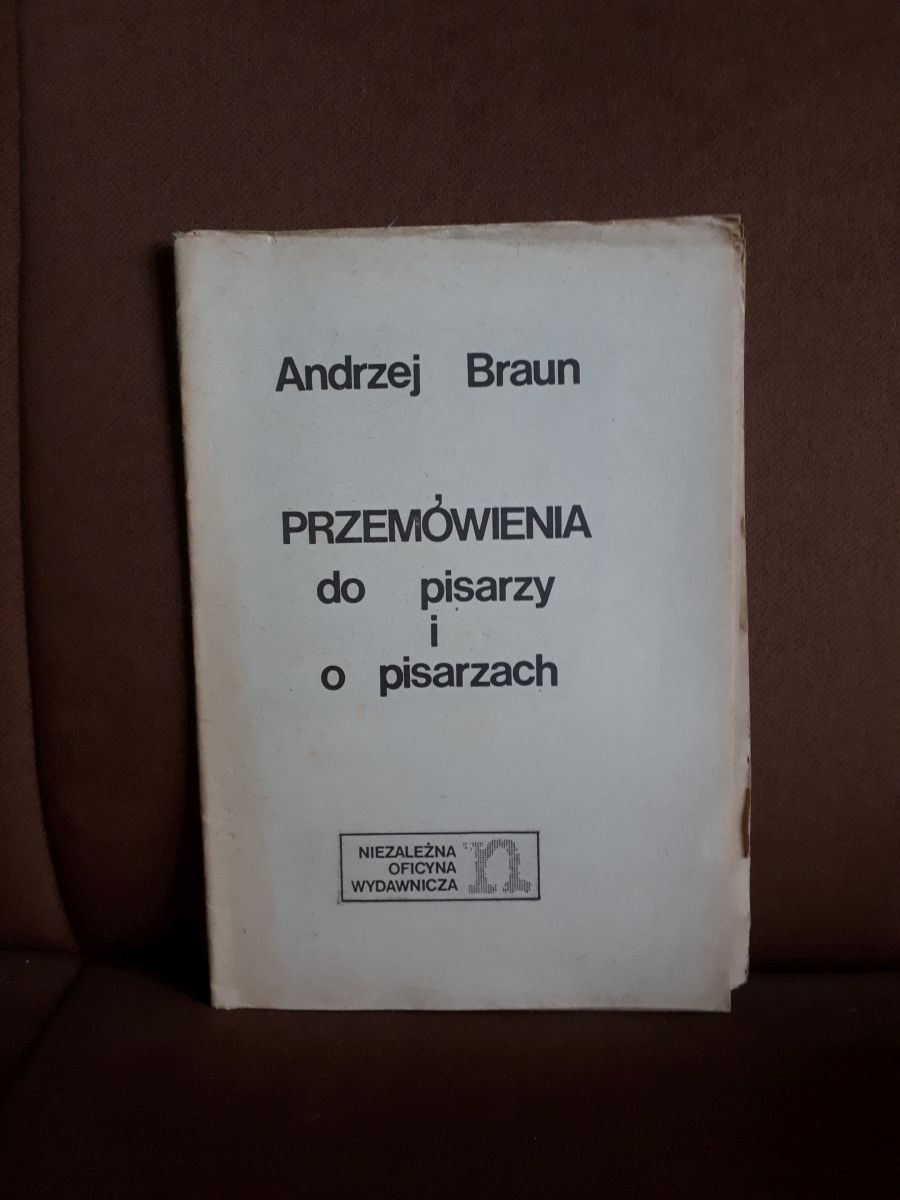 Andrzej Braun
PRZEMÓWIENIA
do pisarzy
i
o pisarzach
NIEZALEŻNA
OFICYNA
WYDAWNICZA
n